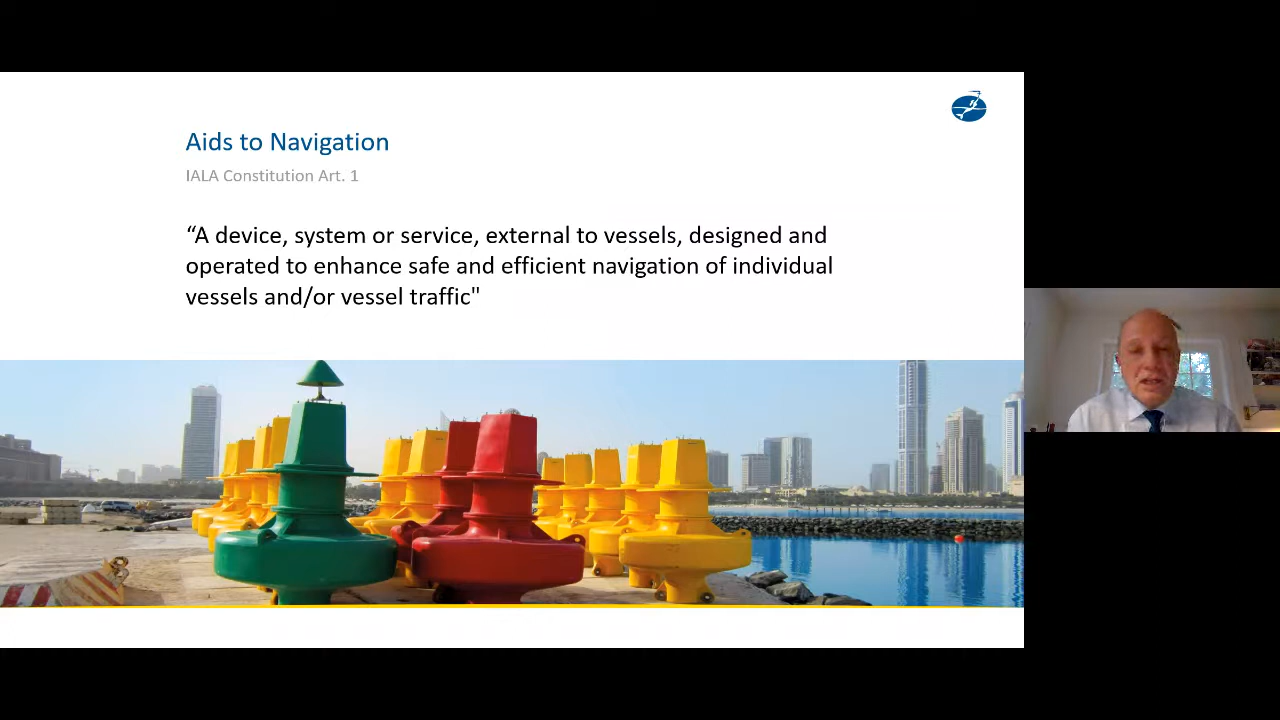 Aids to Navigation
IALA Constitution Art. 1
“A device, system or service, external to vessels, designed and
operated to enhance safe and efficient navigation of individual
vessels and/or vessel traffic"